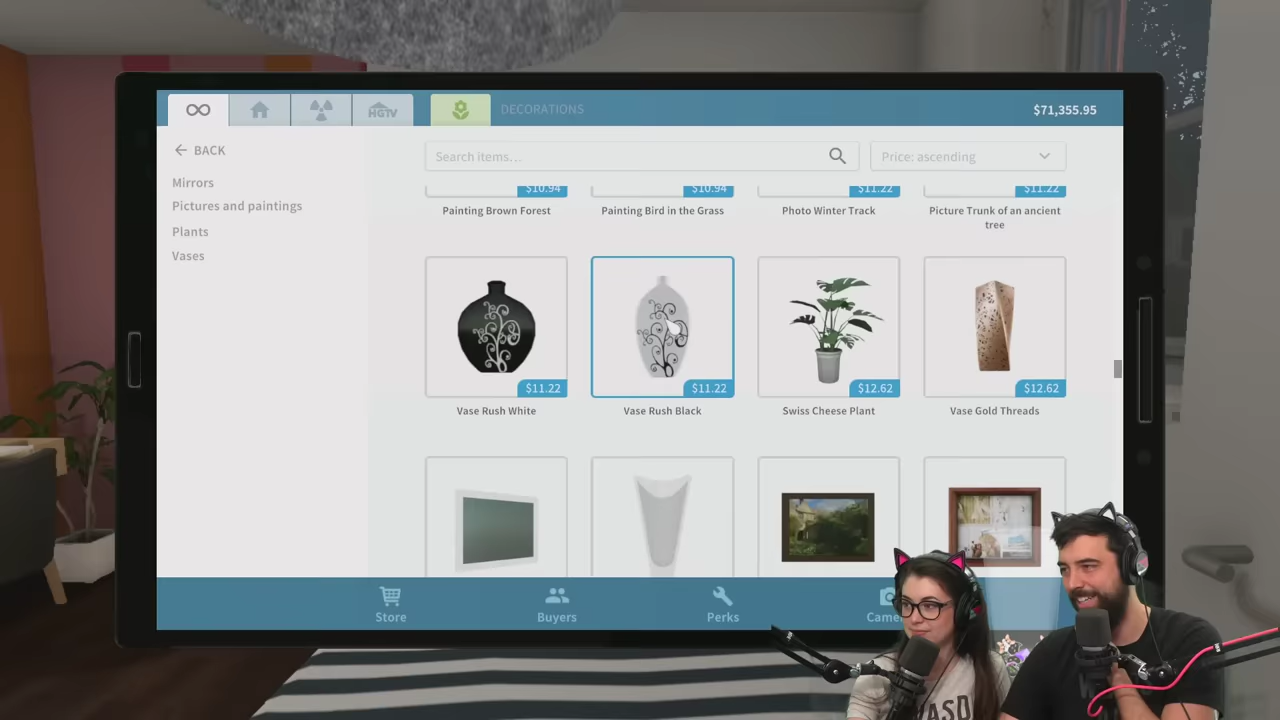 HGTV
DECORATIONS
$71,355.95
BACK
Search items...
Price: ascending
Mirrors
Pictures and paintings
Plants
Vases
$10.94
$10.94
$11.22
$11.22
Painting Brown Forest
Painting Bird in the Grass
Photo Winter Track
Picture Trunk of an ancient
tree
$11.22
$11.22
$12.62
$12.62
Vase Rush White
Vase Rush Black
Swiss Cheese Plant
Vase Gold Threads
Store
Buyers
Perks
Came